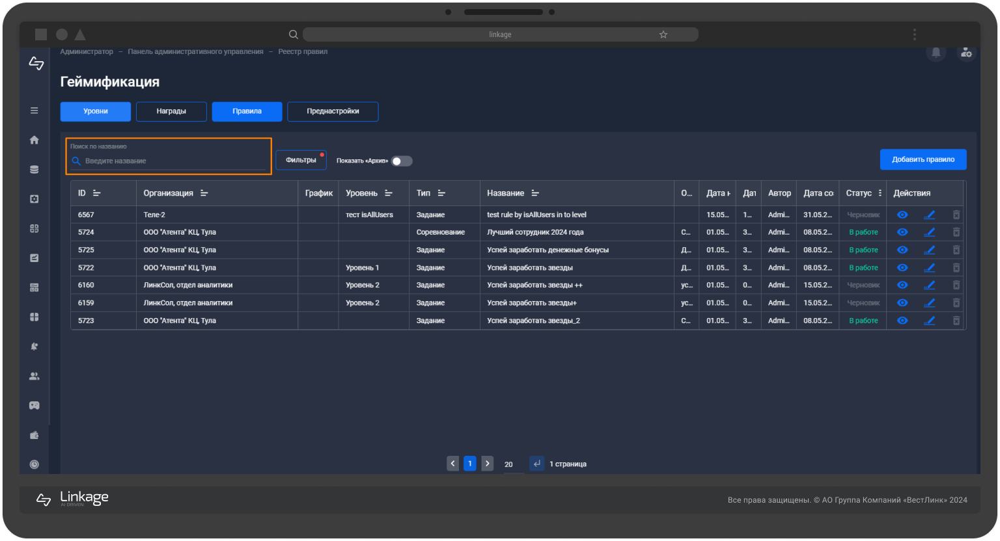 linkage
Администратор – Панель административного управления – Реестр правил
Геймификация
Уровни Награды Правила Преднастройки
Поиск по названию
Введите название Фильтры Показать «Архив» Добавить правило
ID Организация График Уровень Тип Название О... Дата н Дат Автор Дата со Статус Действия
6567 Теле-2 тест isAllUsers Задание test rule by isAllUsers in to level 15.05... 1... Admi... 31.05.2... Черновик
5724 ООО "Атента" КЦ, Тула Соревнование Лучший сотрудник 2024 года С... 01.05... 3... Admi... 08.05.2... В работе
5725 ООО "Атента" КЦ, Тула Задание Успей заработать денежные бонусы Д... 01.05... 3... Admi... 08.05.2... В работе
5722 ООО "Атента" КЦ, Тула Уровень 1 Задание Успей заработать звезды Д... 01.05... 3... Admi... 08.05.2... В работе
6160 ЛинкСол, отдел аналитики Уровень 2 Задание Успей заработать звезды ++ ус... 01.05... 0... Admi... 15.05.2... Черновик
6159 ЛинкСол, отдел аналитики Уровень 2 Задание Успей заработать звезды+ ус... 01.05... 0... Admi... 15.05.2... Черновик
5723 ООО "Атента" КЦ, Тула Задание Успей заработать звезды_2 С... 01.05... 3... Admi... 08.05.2... В работе
1 20 1 страница
Linkage
AI DRIVEN
Все права защищены. © АО Группа Компаний «ВестЛинк» 2024